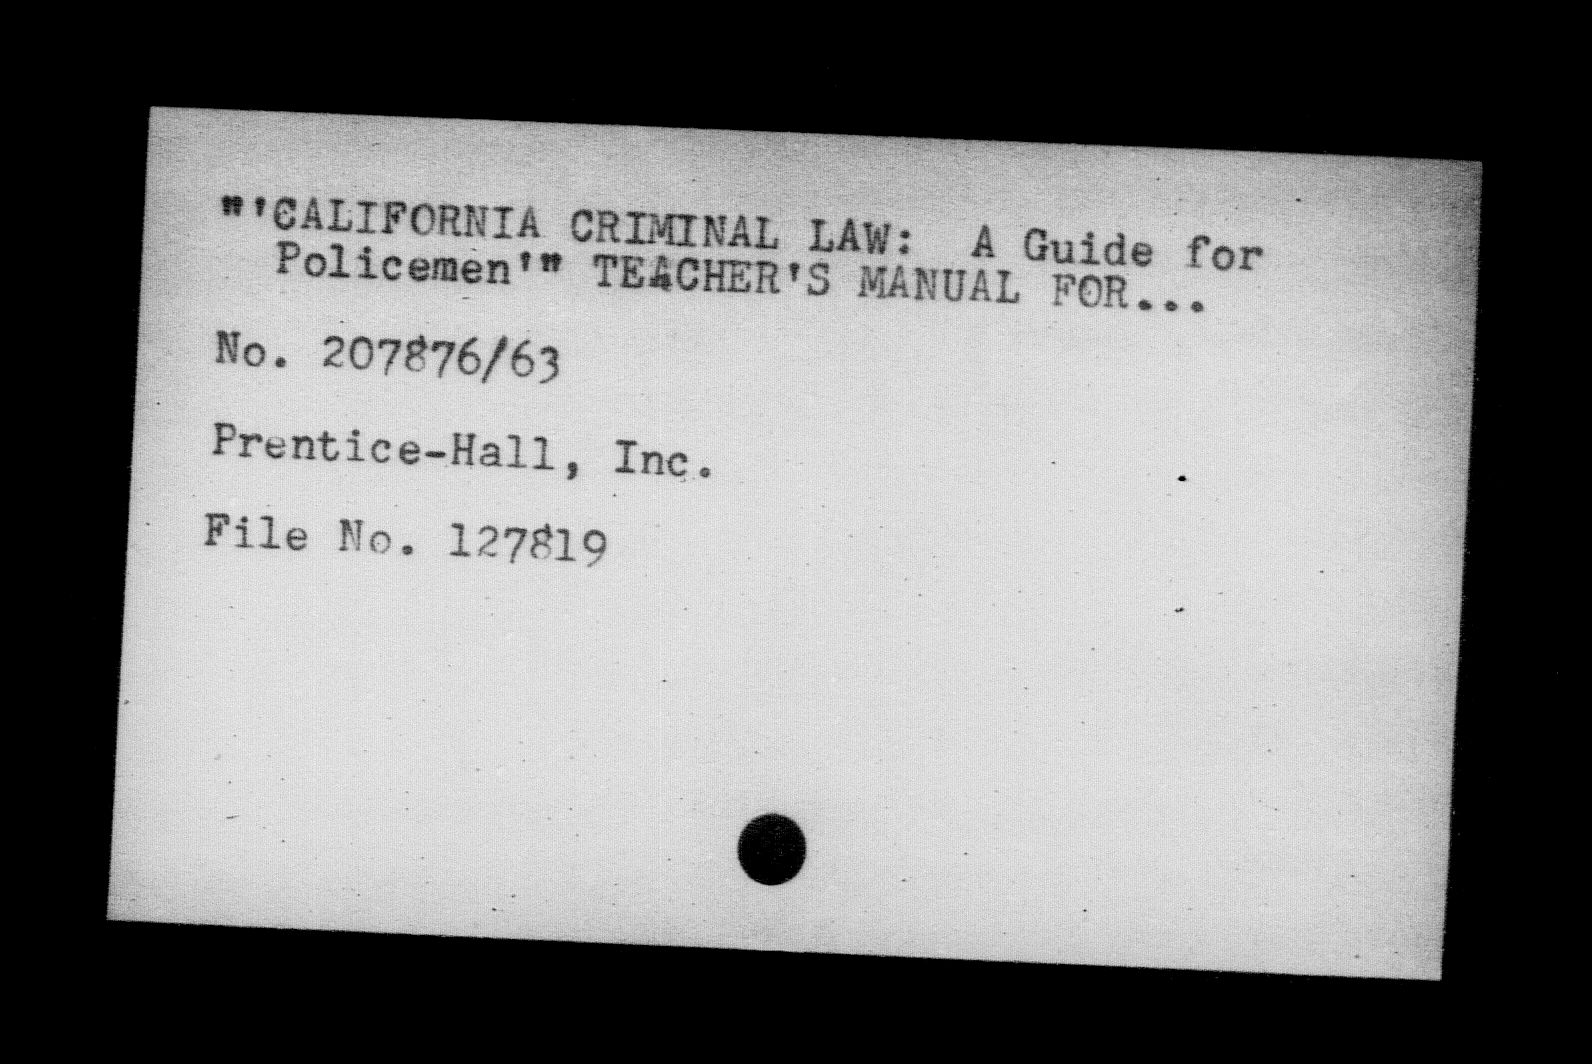 "'CALIFORNIA CRIMINAL LAW:  A Guide for
Policemen'" TEACHER'S MANUAL FOR...
No. 207876/63
Prentice-Hall, Inc.
File No. 127819